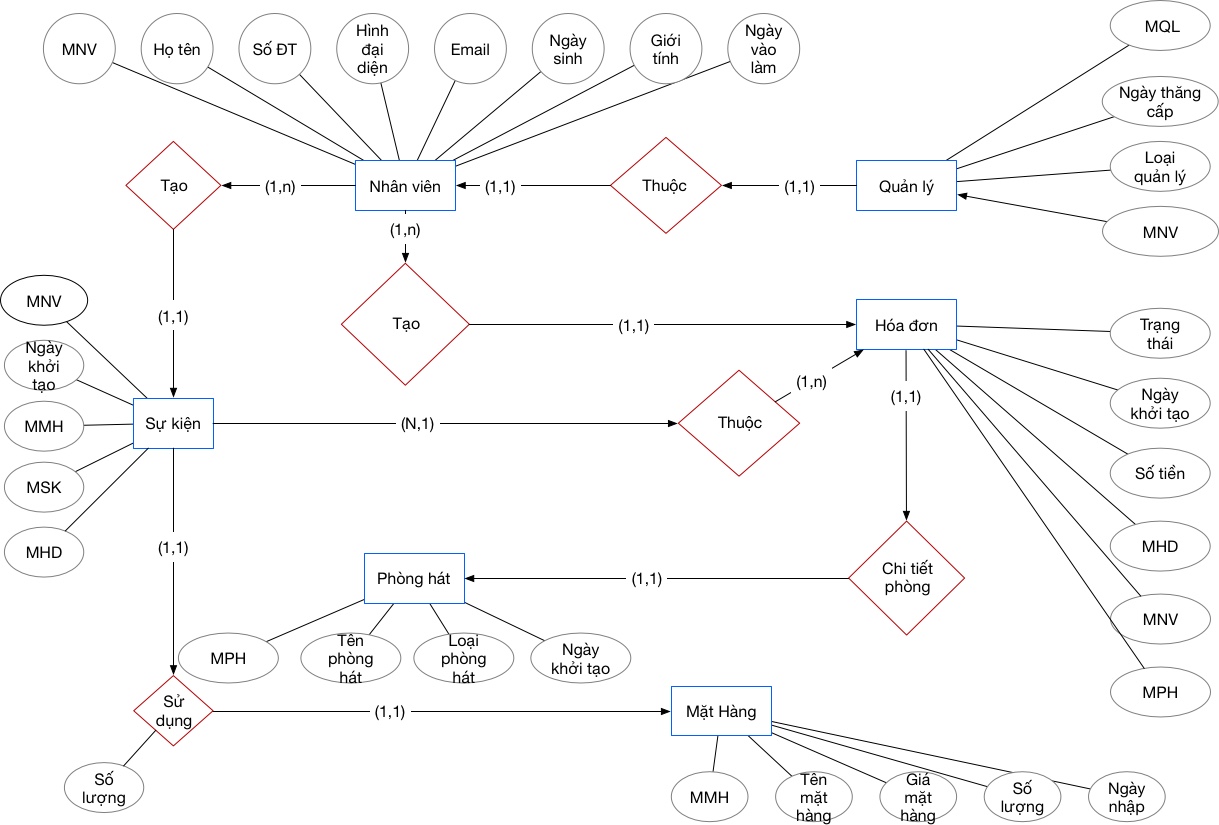 MNV
Họ tên
Số ĐT
Hình
đại
diện
Email
Ngày
sinh
Giới
tính
Ngày
vào
làm
MQL
Ngày thăng
cấp
Loại
quản lý
MNV
Tạo
(1,n)
Nhân viên
(1,1)
Thuộc
(1,1)
Quản lý
(1,n)
MNV
(1,1)
Tạo
(1,1)
Hóa đơn
Trạng
thái
Ngày
khởi
tạo
(1,n)
(1,1)
Ngày
khởi tạo
MMH
Sự kiện
(N,1)
Thuộc
Số tiền
MSK
MHD
(1,1)
MHD
Phòng hát
(1,1)
Chi tiết
phòng
MNV
MPH
Tên
phòng
hát
Loại
phòng
hát
Ngày
khởi tạo
MPH
Sử
dụng
(1,1)
Mặt Hàng
Số
lượng
MMH
Tên
mặt
hàng
Giá
mặt
hàng
Số
lượng
Ngày
nhập